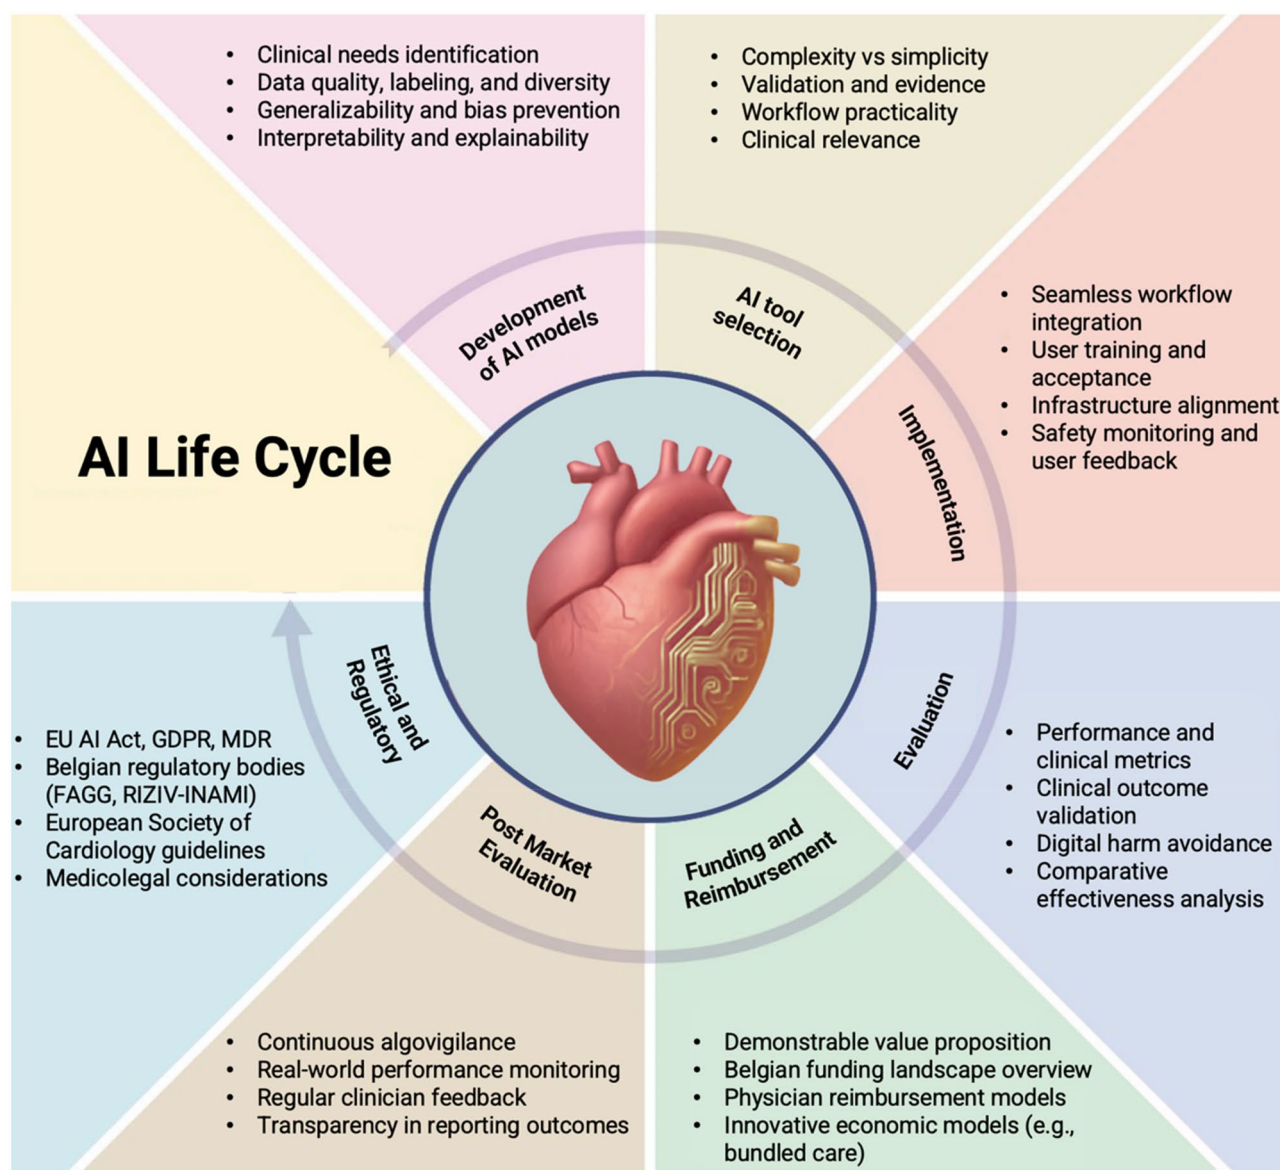 AI Life Cycle
• Clinical needs identification
• Data quality, labeling, and diversity
• Generalizability and bias prevention
• Interpretability and explainability
Development
of AI models
• Complexity vs simplicity
• Validation and evidence
• Workflow practicality
• Clinical relevance
AI tool
selection
• Seamless workflow
integration
• User training and
acceptance
• Infrastructure alignment
• Safety monitoring and
user feedback
Implementation
• Performance and
clinical metrics
• Clinical outcome
validation
• Digital harm avoidance
• Comparative
effectiveness analysis
Evaluation
Funding and
Reimbursement
• Demonstrable value proposition
• Belgian funding landscape overview
• Physician reimbursement models
• Innovative economic models (e.g.,
bundled care)
Post Market
Evaluation
• Continuous algovigilance
• Real-world performance monitoring
• Regular clinician feedback
• Transparency in reporting outcomes
Ethical and
Regulatory
• EU AI Act, GDPR, MDR
• Belgian regulatory bodies
(FAGG, RIZIV-INAMI)
• European Society of
Cardiology guidelines
• Medicolegal considerations